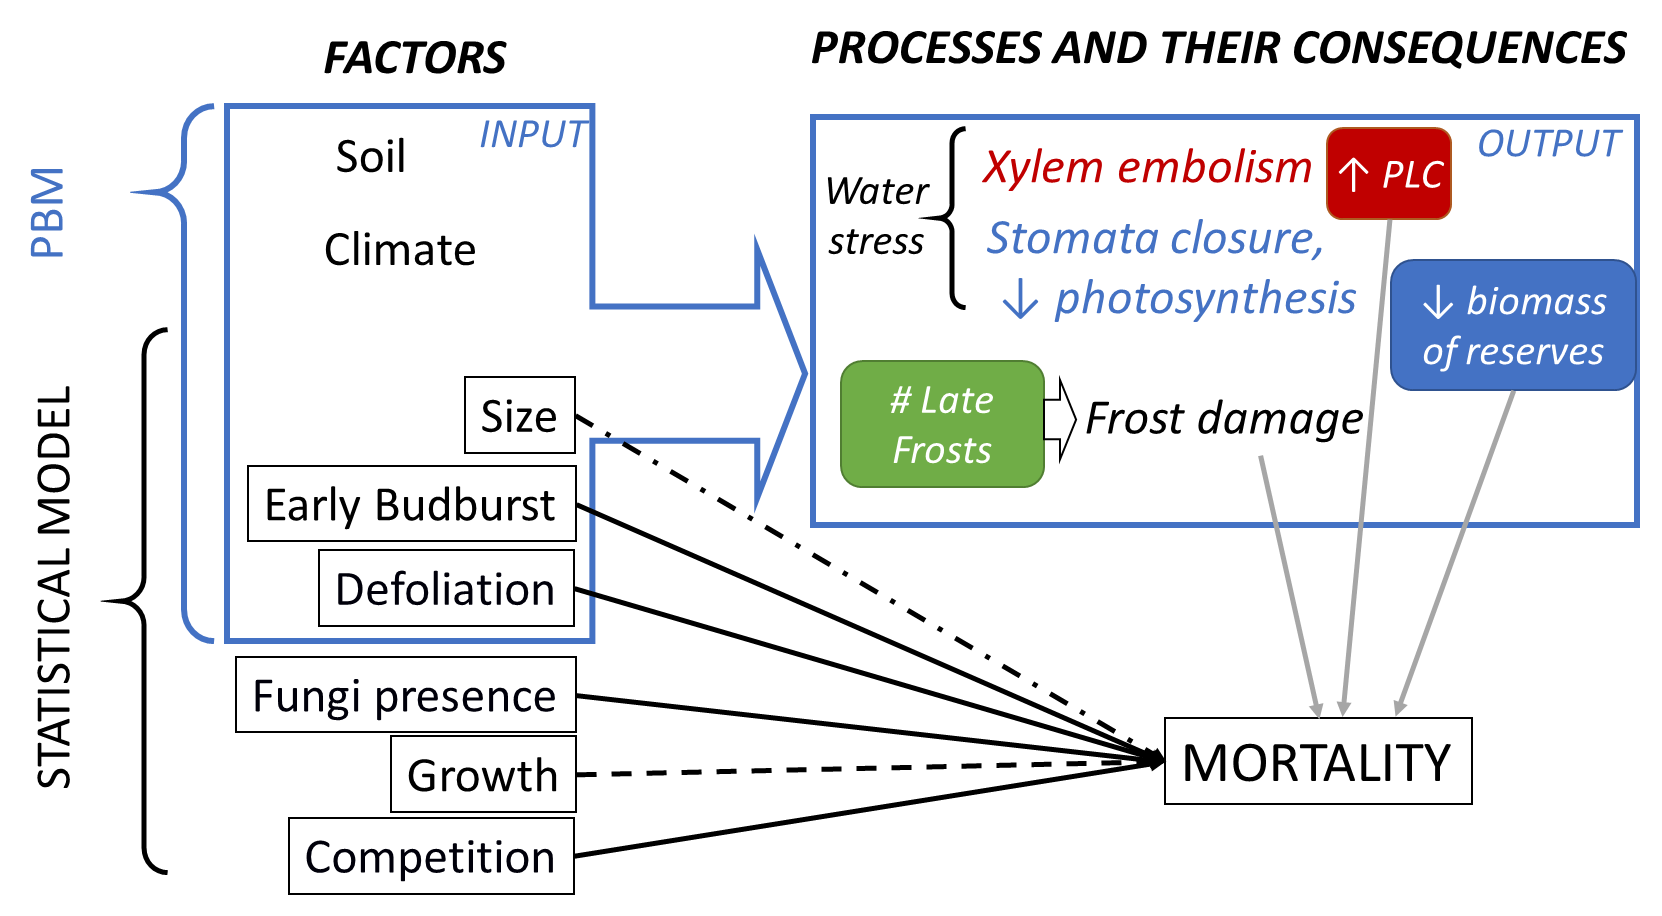 FACTORS
PROCESSES AND THEIR CONSEQUENCES
PBM
STATISTICAL MODEL
INPUT
Soil
Climate
Size
Early Budburst
Defoliation
Fungi presence
Growth
Competition
OUTPUT
Water
stress
Xylem embolism
↑ PLC
Stomata closure,
↓ photosynthesis
↓ biomass
of reserves
# Late
Frosts
Frost damage
MORTALITY